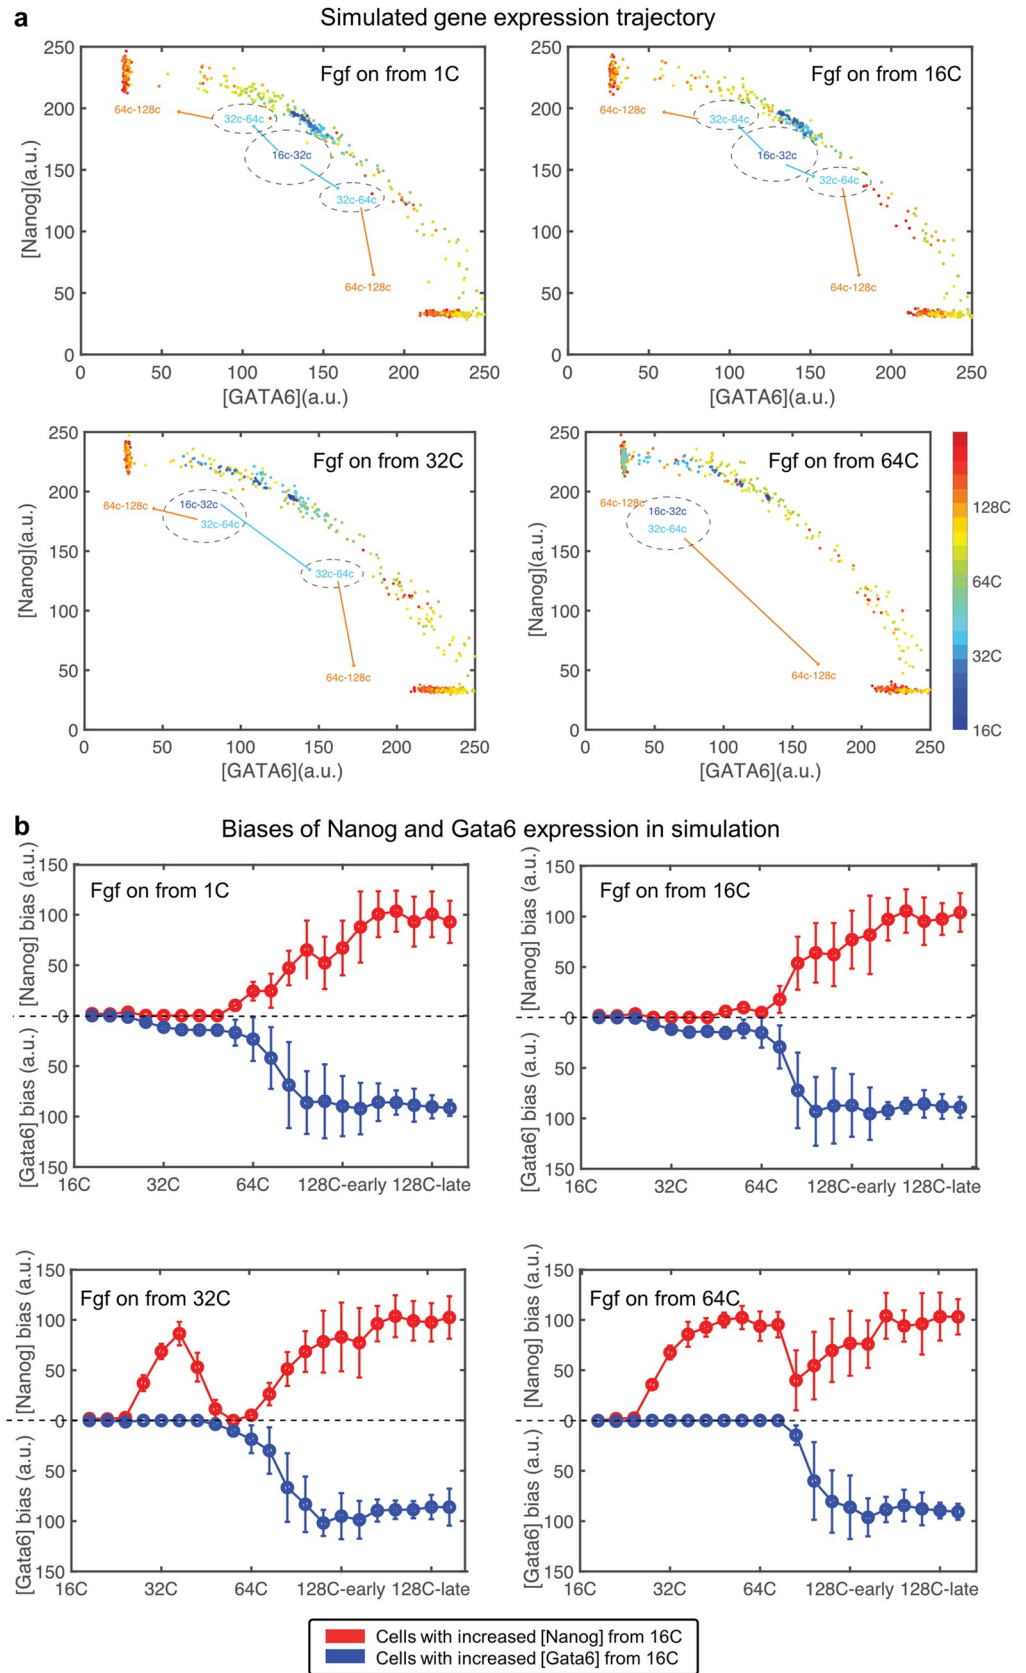 a
Simulated gene expression trajectory
Fgf on from 1C
250
200
150
100
50
0
[Nanog](a.u.)
64c-128c
32c-64c
16c-32c
32c-64c
64c-128c
0 50 100 150 200 250
[GATA6](a.u.)
Fgf on from 16C
250
200
150
100
50
0
[Nanog](a.u.)
64c-128c
32c-64c
16c-32c
32c-64c
64c-128c
0 50 100 150 200 250
[GATA6](a.u.)
Fgf on from 32C
250
200
150
100
50
0
[Nanog](a.u.)
64c-128c
16c-32c
32c-64c
32c-64c
64c-128c
0 50 100 150 200 250
[GATA6](a.u.)
Fgf on from 64C
250
200
150
100
50
0
[Nanog](a.u.)
64c-128c
16c-32c
32c-64c
64c-128c
0 50 100 150 200 250
[GATA6](a.u.)
128C
64C
32C
16C
b
Biases of Nanog and Gata6 expression in simulation
Fgf on from 1C
150
100
50
0
50
100
150
[Nanog] bias (a.u.)
[Gata6] bias (a.u.)
16C 32C 64C 128C-early 128C-late
Fgf on from 16C
150
100
50
0
50
100
150
[Nanog] bias (a.u.)
[Gata6] bias (a.u.)
16C 32C 64C 128C-early 128C-late
Fgf on from 32C
150
100
50
0
50
100
150
[Nanog] bias (a.u.)
[Gata6] bias (a.u.)
16C 32C 64C 128C-early 128C-late
Fgf on from 64C
150
100
50
0
50
100
150
[Nanog] bias (a.u.)
[Gata6] bias (a.u.)
16C 32C 64C 128C-early 128C-late
Cells with increased [Nanog] from 16C
Cells with increased [Gata6] from 16C